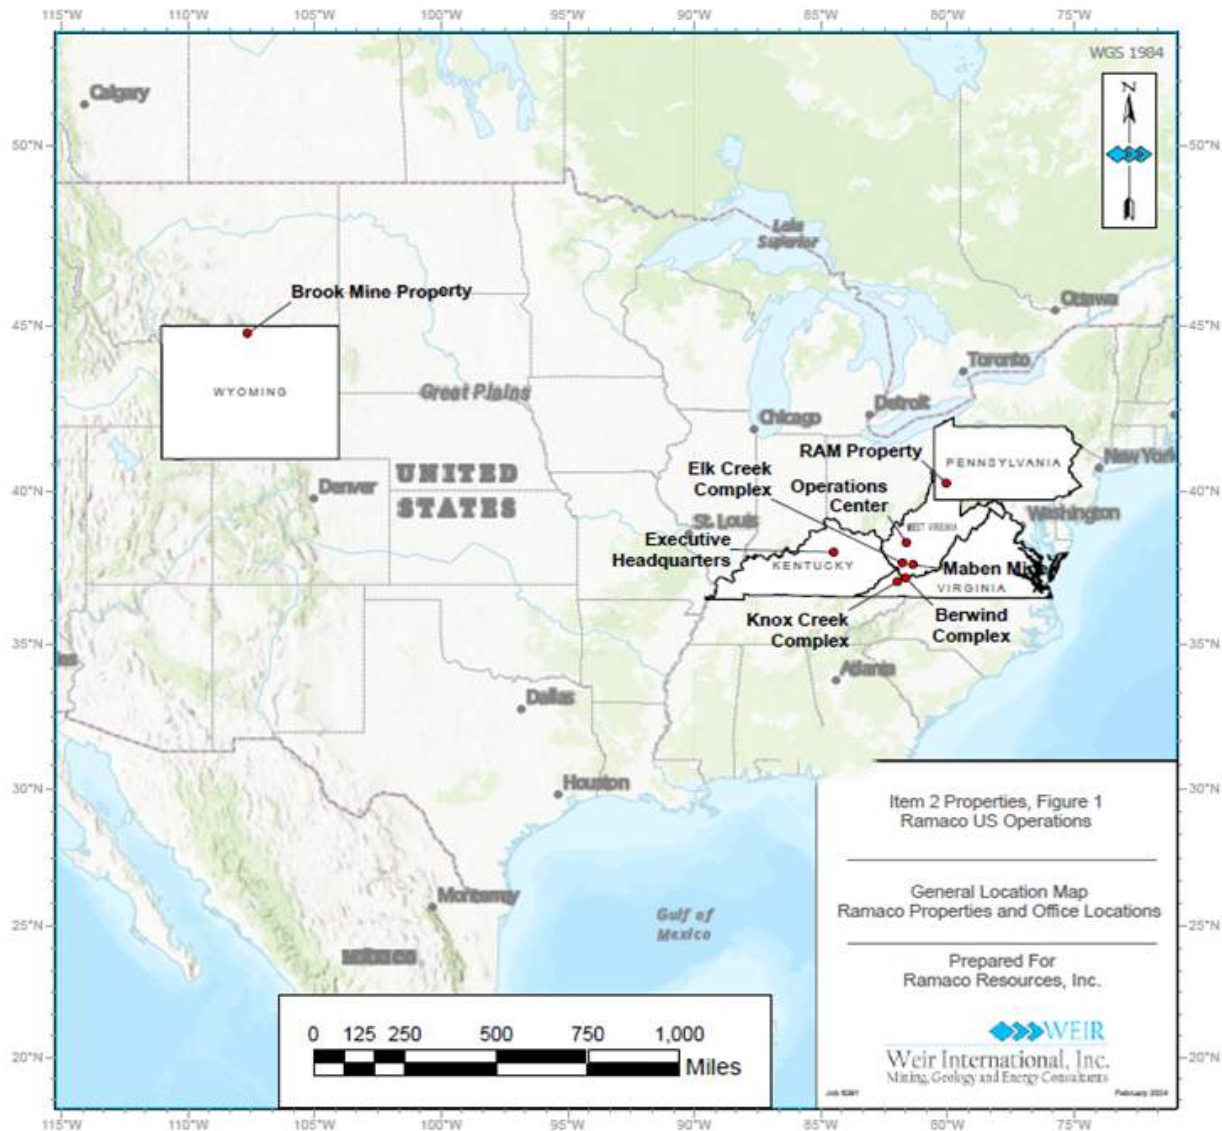 115°W 110°W 105°W 100°W 95°W 90°W 85°W 80°W 75°W
WGS 1984
Calgary
N
50°N 50°N
Lake
Superior
Ottawa
Brook Mine Property
45°N 45°N
Toronto
WYOMING
Great Plains
Detroit
Chicago
RAM Property
PENNSYLVANIA
New York
Elk Creek
Complex
Operations
Center
UNITED
STATES
Denver
40°N 40°N
Washington
St. Louis
WEST VIRGINIA
Executive
Headquarters
KENTUCKY
Maben Mine
VIRGINIA
Knox Creek
Complex
Berwind
Complex
35°N 35°N
Atlanta
Dallas
Houston
30°N 30°N
Item 2 Properties, Figure 1
Ramaco US Operations
General Location Map
Ramaco Properties and Office Locations
Monterrey
Gulf of
Mexico
25°N 25°N
MÉXICO
Prepared For
Ramaco Resources, Inc.
0 125 250 500 750 1,000
Miles
WEIR
Weir International, Inc.
Mining, Geology and Energy Consultants
20°N 20°N
February 2024
115°W 110°W 105°W 100°W 95°W 90°W 85°W 80°W 75°W